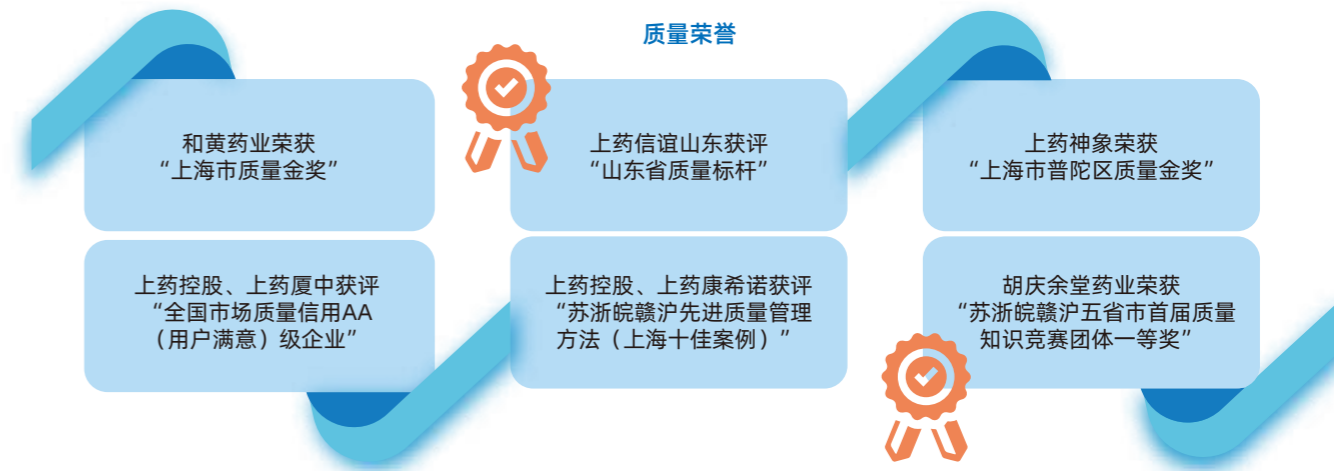 质量荣誉
和黄药业荣获
“上海市质量金奖”
上药信谊山东获评
“山东省质量标杆”
上药神象荣获
“上海市普陀区质量金奖”
上药控股、上药厦中获评
“全国市场质量信用AA
（用户满意）级企业”
上药控股、上药康希诺获评
“苏浙皖赣沪先进质量管理
方法（上海十佳案例）”
胡庆余堂药业荣获
“苏浙皖赣沪五省市首届质量
知识竞赛团体一等奖”